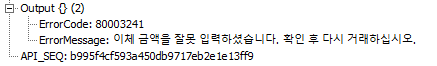 Output {} (2)
ErrorCode: 80003241
ErrorMessage: 이체 금액을 잘못 입력하셨습니다. 확인 후 다시 거래하십시오.
API_SEQ: b995f4cf593a450db9717eb2e1e13ff9